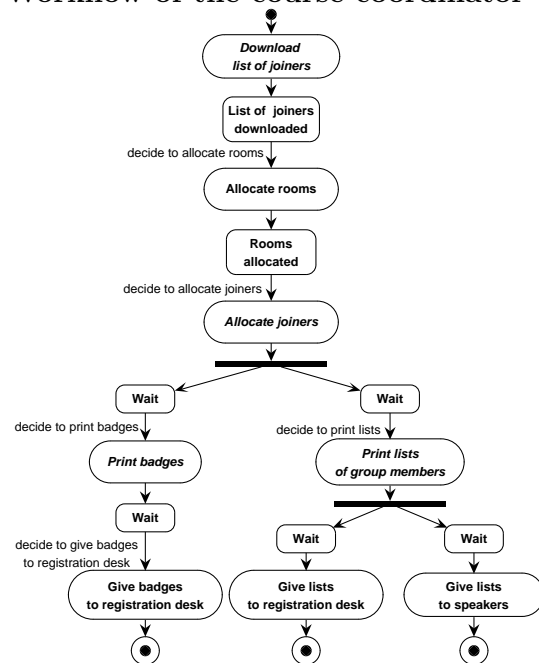 Workflow of the course coordinator
Download
list of joiners
List of joiners
downloaded
decide to allocate rooms
Allocate rooms
Rooms
allocated
decide to allocate joiners
Allocate joiners
Wait
Wait
decide to print badges
decide to print lists
Print badges
Print lists
of group members
Wait
Wait
Wait
decide to give badges
to registration desk
Give badges
to registration desk
Give lists
to registration desk
Give lists
to speakers